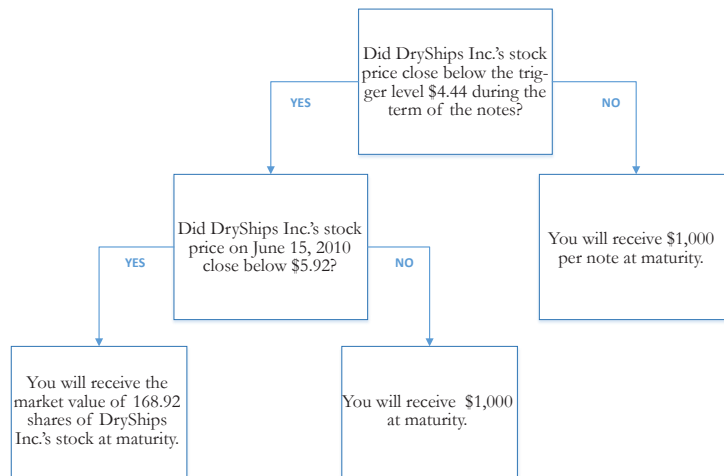 Did DryShips Inc.'s stock
price close below the trig-
ger level $4.44 during the
term of the notes?
YES
NO
Did DryShips Inc.'s stock
price on June 15, 2010
close below $5.92?
You will receive $1,000
per note at maturity.
YES
NO
You will receive the
market value of 168.92
shares of DryShips
Inc.'s stock at maturity.
You will receive $1,000
at maturity.